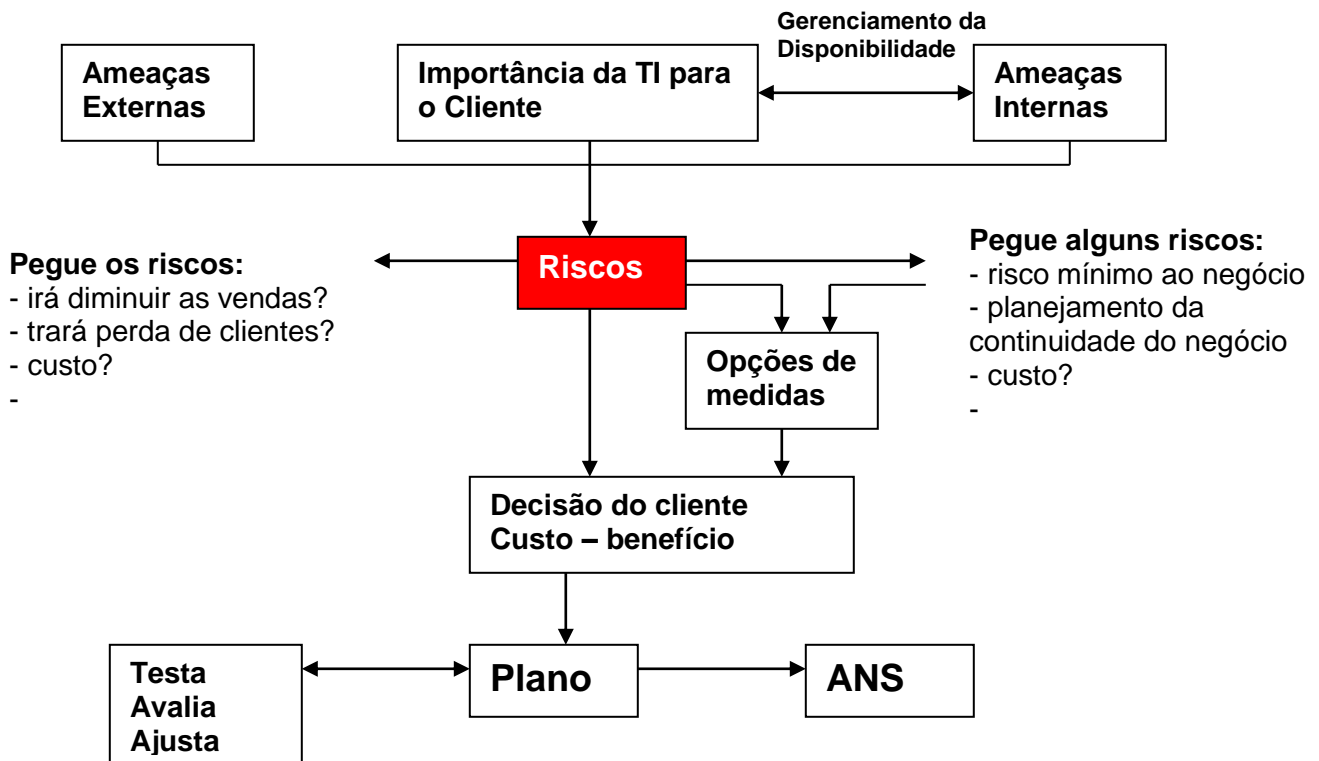 Gerenciamento da
Disponibilidade
Ameaças
Externas
Importância da TI para
o Cliente
Ameaças
Internas
Pegue os riscos:
- irá diminuir as vendas?
- trará perda de clientes?
- custo?
-
Riscos
Pegue alguns riscos:
- risco mínimo ao negócio
- planejamento da
continuidade do negócio
- custo?
-
Opções de
medidas
Decisão do cliente
Custo – benefício
Testa
Avalia
Ajusta
Plano
ANS